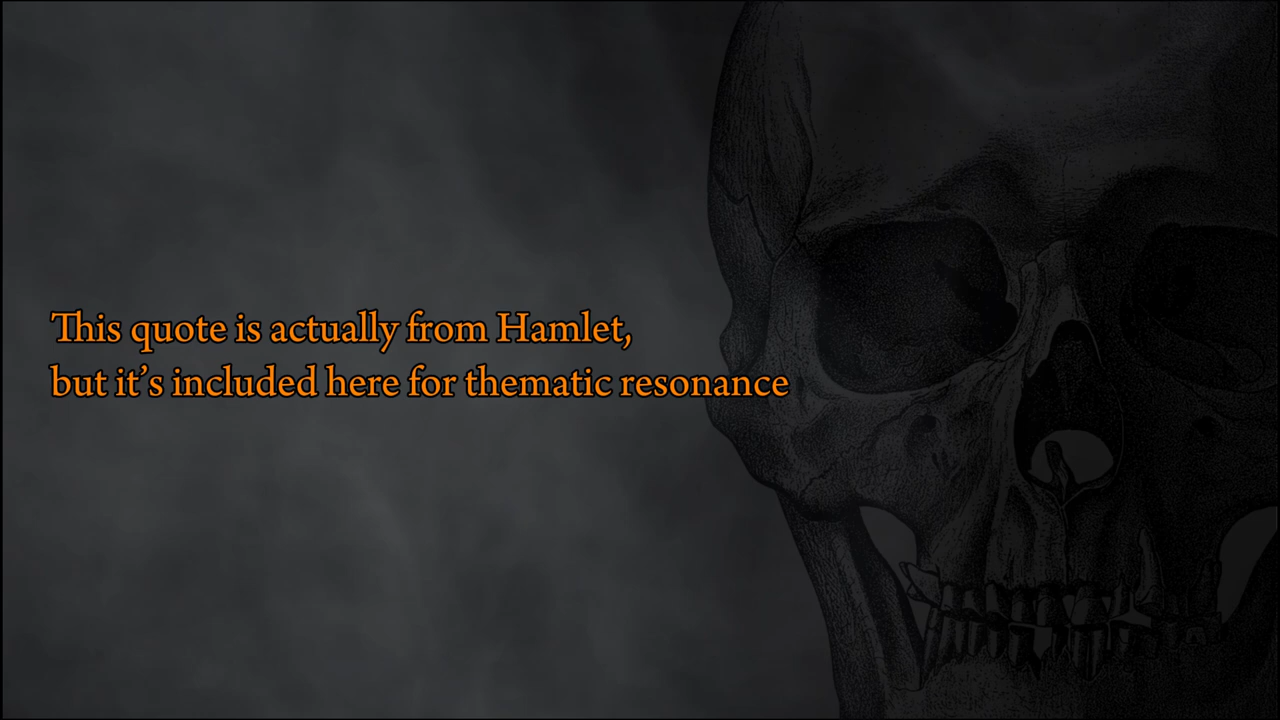 This quote is actually from Hamlet,
but it’s included here for thematic resonance